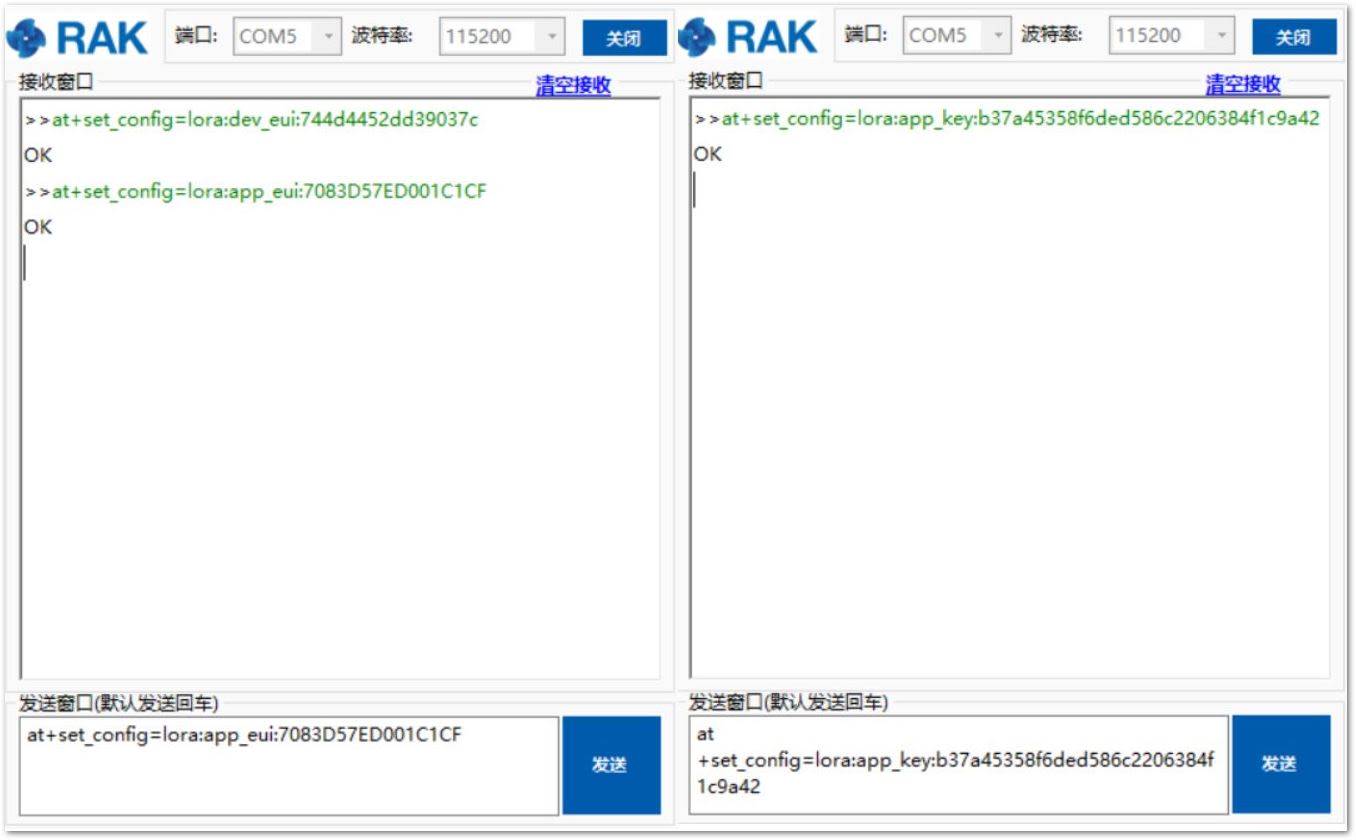 RAK 端口: COM5 波特率: 115200 关闭
接收窗口 清空接收
>>at+set_config=lora:dev_eui:744d4452dd39037c
OK
>>at+set_config=lora:app_eui:7083D57ED001C1CF
OK
发送窗口(默认发送回车)
at+set_config=lora:app_eui:7083D57ED001C1CF
发送
RAK 端口: COM5 波特率: 115200 关闭
接收窗口 清空接收
>>at+set_config=lora:app_key:b37a45358f6ded586c2206384f1c9a42
OK
发送窗口(默认发送回车)
at
+set_config=lora:app_key:b37a45358f6ded586c2206384f
1c9a42
发送